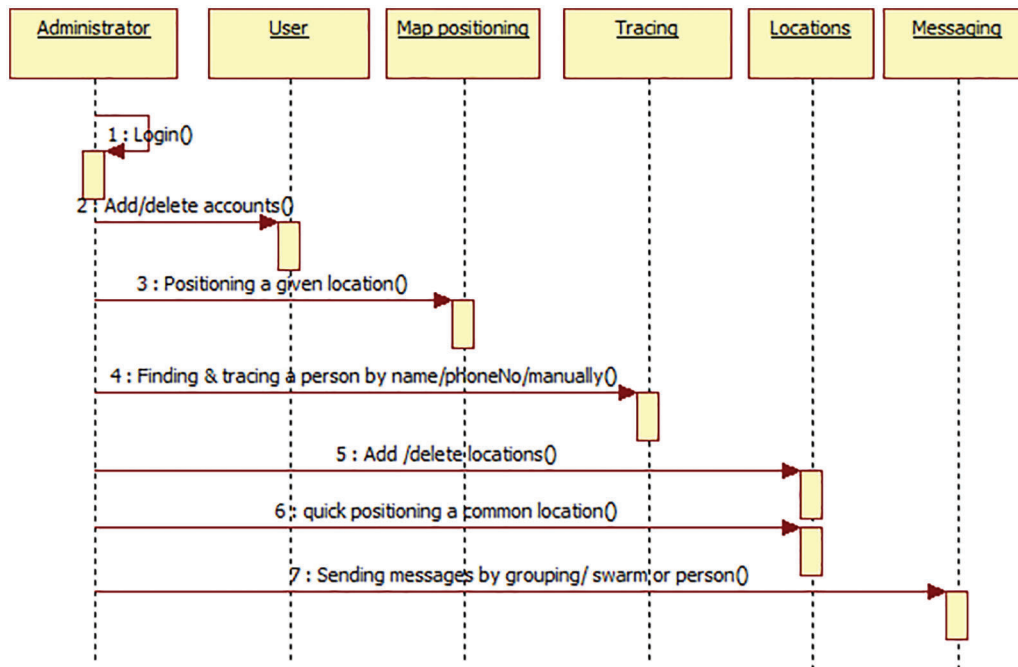 Administrator
User
Map positioning
Tracing
Locations
Messaging
1 : Login()
2 : Add/delete accounts()
3 : Positioning a given location()
4 : Finding & tracing a person by name/phoneNo/manually()
5 : Add /delete locations()
6 : quick positioning a common location()
7 : Sending messages by grouping/ swarm or person()